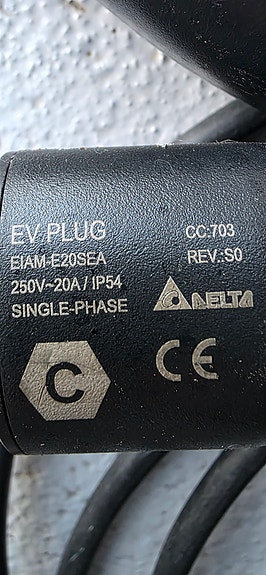 EV PLUG
EIAM-E20SEA
250V~20A / IP54
SINGLE-PHASE
CC:703
REV.:S0
DELTA
C
CE